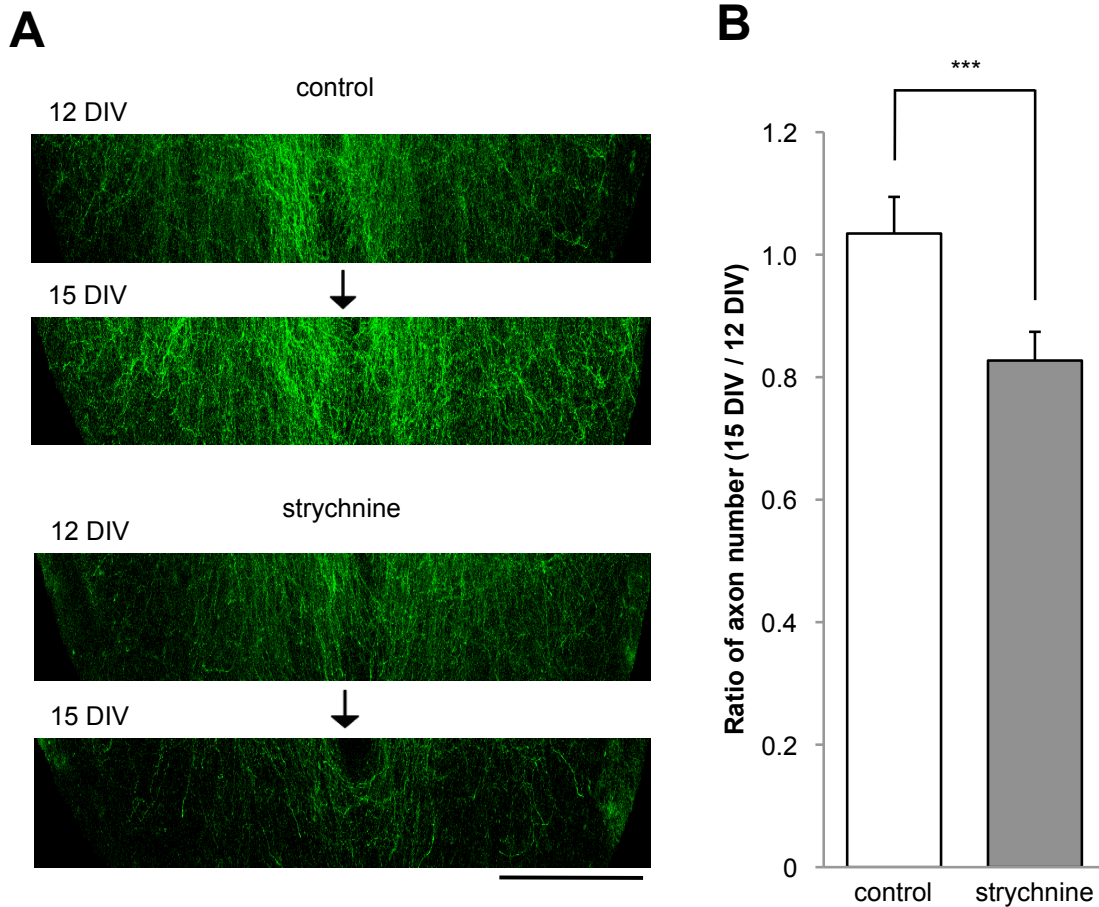 A
control
12 DIV
15 DIV
strychnine
12 DIV
15 DIV
B
***
Ratio of axon number (15 DIV / 12 DIV)
1.2
1.0
0.8
0.6
0.4
0.2
0
control strychnine